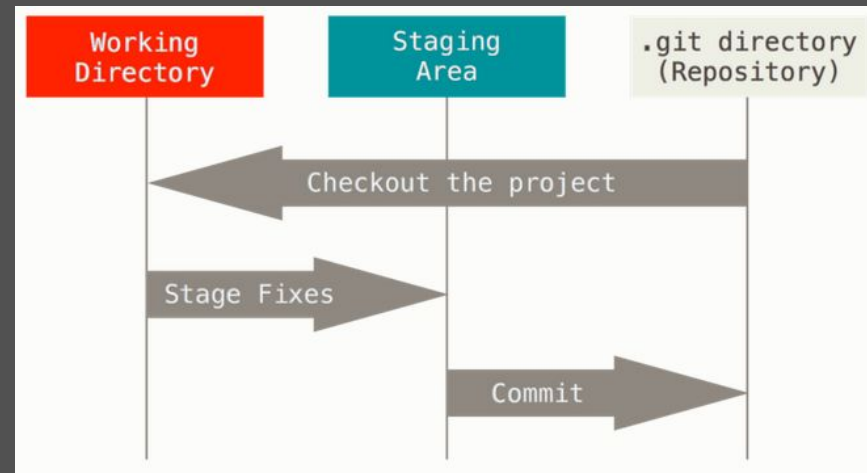 Working
Directory
Staging
Area
.git directory
(Repository)
Checkout the project
Stage Fixes
Commit